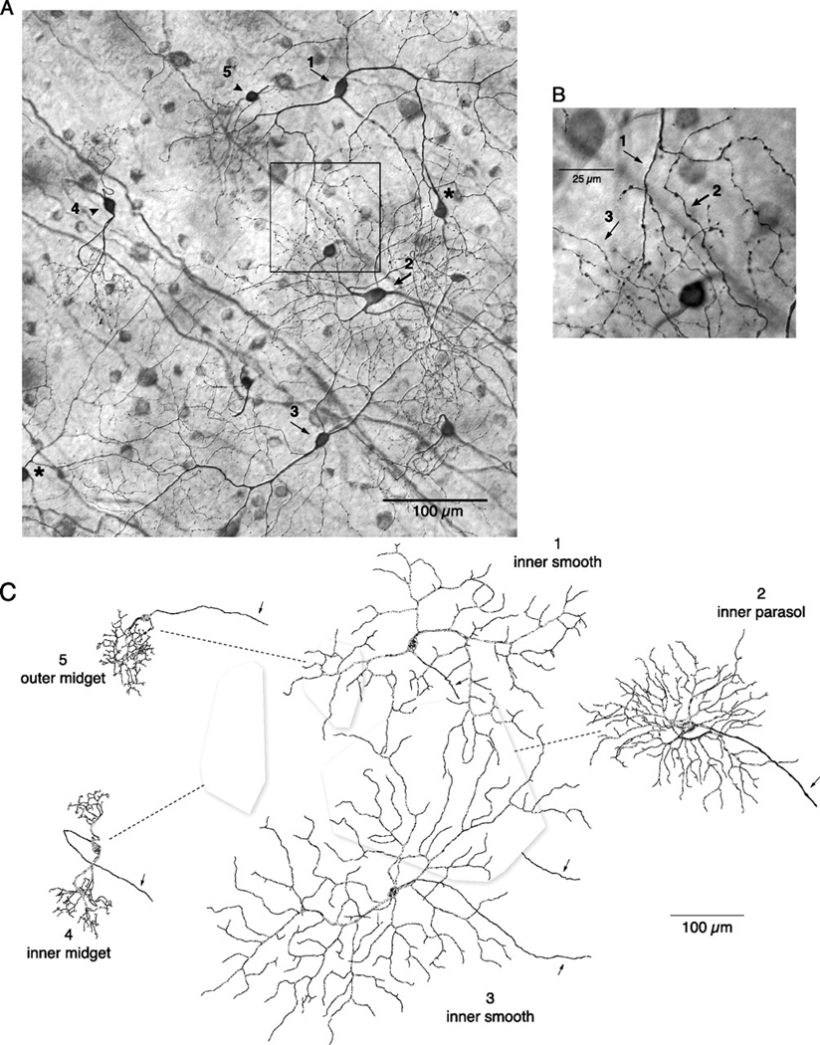 A
5
1
4
*
2
3
*
100 µm
B
1
25 µm
2
3
C
1
inner smooth
2
inner parasol
5
outer midget
4
inner midget
100 µm
3
inner smooth